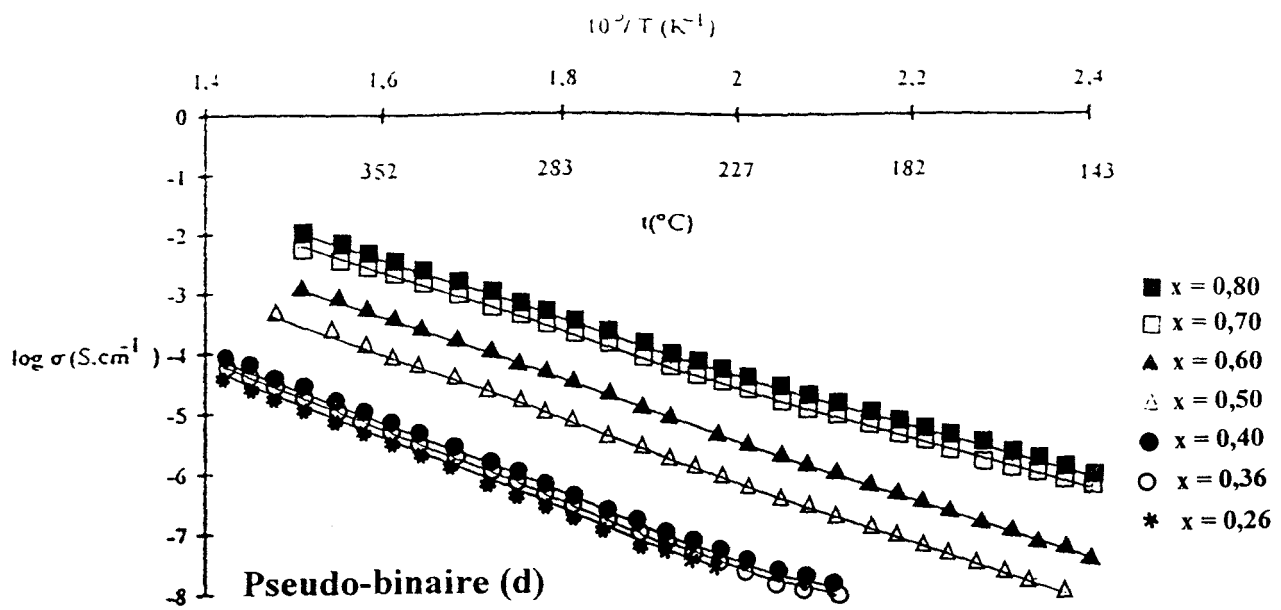 10³/ T (K⁻¹)
1.4 1,6 1,8 2 2,2 2,4
0
352 283 227 182 143
-1
t(°C)
-2
-3
log σ (S.cm⁻¹) -4
-5
-6
-7
-8
x = 0,80
x = 0,70
x = 0,60
x = 0,50
x = 0,40
x = 0,36
x = 0,26
Pseudo-binaire (d)